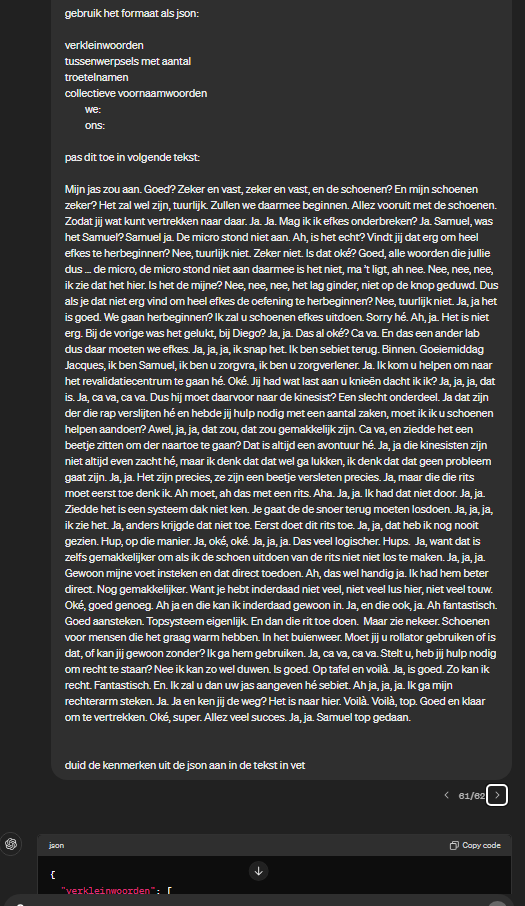 gebruik het formaat als json:
verkleinwoorden
tussenwerpsels met aantal
troetelnamen
collectieve voornaamwoorden
we:
ons:
pas dit toe in volgende tekst:
Mijn jas zou aan. Goed? Zeker en vast, zeker en vast, en de schoenen? En mijn schoenen
zeker? Het zal wel zijn, tuurlijk. Zullen we daarmee beginnen. Allez vooruit met de schoenen.
Zodat jij wat kunt vertrekken naar daar. Ja. Ja. Mag ik ik efkes onderbreken? Ja. Samuel, was
het Samuel? Samuel ja. De micro stond niet aan. Ah, is het echt? Vindt jij dat erg om heel
efkes te herbeginnen? Nee, tuurlijk niet. Zeker niet. Is dat oké? Goed, alle woorden die jullie
dus ... de micro, de micro stond niet aan daarmee is het niet, ma 't ligt, ah nee. Nee, nee, nee,
ik zie dat het hier. Is het de mijne? Nee, nee, nee, het lag ginder, niet op de knop geduwd. Dus
als je dat niet erg vind om heel efkes de oefening te herbeginnen? Nee, tuurlijk niet. Ja, ja het
is goed. We gaan herbeginnen? Ik zal u schoenen efkes uitdoen. Sorry hé. Ah, ja. Het is niet
erg. Bij de vorige was het gelukt, bij Diego? Ja, ja. Das al oké? Ca va. En das een ander lab
dus daar moeten we efkes. Ja, ja, ja, ik snap het. Ik ben sebiet terug. Binnen. Goeiemiddag
Jacques, ik ben Samuel, ik ben u zorgvra, ik ben u zorgverlener. Ja. Ik kom u helpen om naar
het revalidatiecentrum te gaan hé. Oké. Jij had wat last aan u knieën dacht ik ik? Ja, ja, ja, dat
is. Ja, ca va, ca va. Dus hij moet daarvoor naar de kinesist? Een slecht onderdeel. Ja dat zijn
der die rap verslijten hé en hebde jij hulp nodig met een aantal zaken, moet ik ik u schoenen
helpen aandoen? Awel, ja, ja, dat zou, dat zou gemakkelijk zijn. Ca va, en ziedde het een
beetje zitten om der naartoe te gaan? Dat is altijd een avontuur hé. Ja, ja die kinesisten zijn
niet altijd even zacht hé, maar ik denk dat dat wel ga lukken, ik denk dat dat geen probleem
gaat zijn. Ja, ja. Het zijn precies, ze zijn een beetje versleten precies. Ja, maar die die rits
moet eerst toe denk ik. Ah moet, ah das met een rits. Aha. Ja, ja. Ik had dat niet door. Ja, ja.
Ziedde het is een systeem dak niet ken. Je gaat de de snoer terug moeten losdoen. Ja, ja, ja,
ik zie het. Ja, anders krijgde dat niet toe. Eerst doet dit rits toe. Ja, ja, dat heb ik nog nooit
gezien. Hup, op die manier. Ja, oké, oké. Ja, ja, ja. Das veel logischer. Hups.  Ja, want dat is
zelfs gemakkelijker om als ik de schoen uitdoen van de rits niet niet los te maken. Ja, ja, ja.
Gewoon mijne voet insteken en dat direct toedoen. Ah, das wel handig ja. Ik had hem beter
direct. Nog gemakkelijker. Want je hebt inderdaad niet veel, niet veel lus hier, niet veel touw.
Oké, goed genoeg. Ah ja en die kan ik inderdaad gewoon in. Ja, en die ook, ja. Ah fantastisch.
Goed aansteken. Topsysteem eigenlijk. En dan die rit toe doen.  Maar zie nekeer. Schoenen
voor mensen die het graag warm hebben. In het buienweer. Moet jij u rollator gebruiken of is
dat, of kan jij gewoon zonder? Ik ga hem gebruiken. Ja, ca va, ca va. Stelt u, heb jij hulp nodig
om recht te staan? Nee ik kan zo wel duwen. Is goed. Op tafel en voilà. Ja, is goed. Zo kan ik
recht. Fantastisch. En. Ik zal u dan uw jas aangeven hé sebiet. Ah ja, ja, ja. Ik ga mijn
rechterarm steken. Ja. Ja en ken jij de weg? Het is naar hier. Voilà. Voilà, top. Goed en klaar
om te vertrekken. Oké, super. Allez veel succes. Ja, ja. Samuel top gedaan.
duid de kenmerken uit de json aan in de tekst in vet
61/62
json
Copy code
{
"verkleinwoorden": [